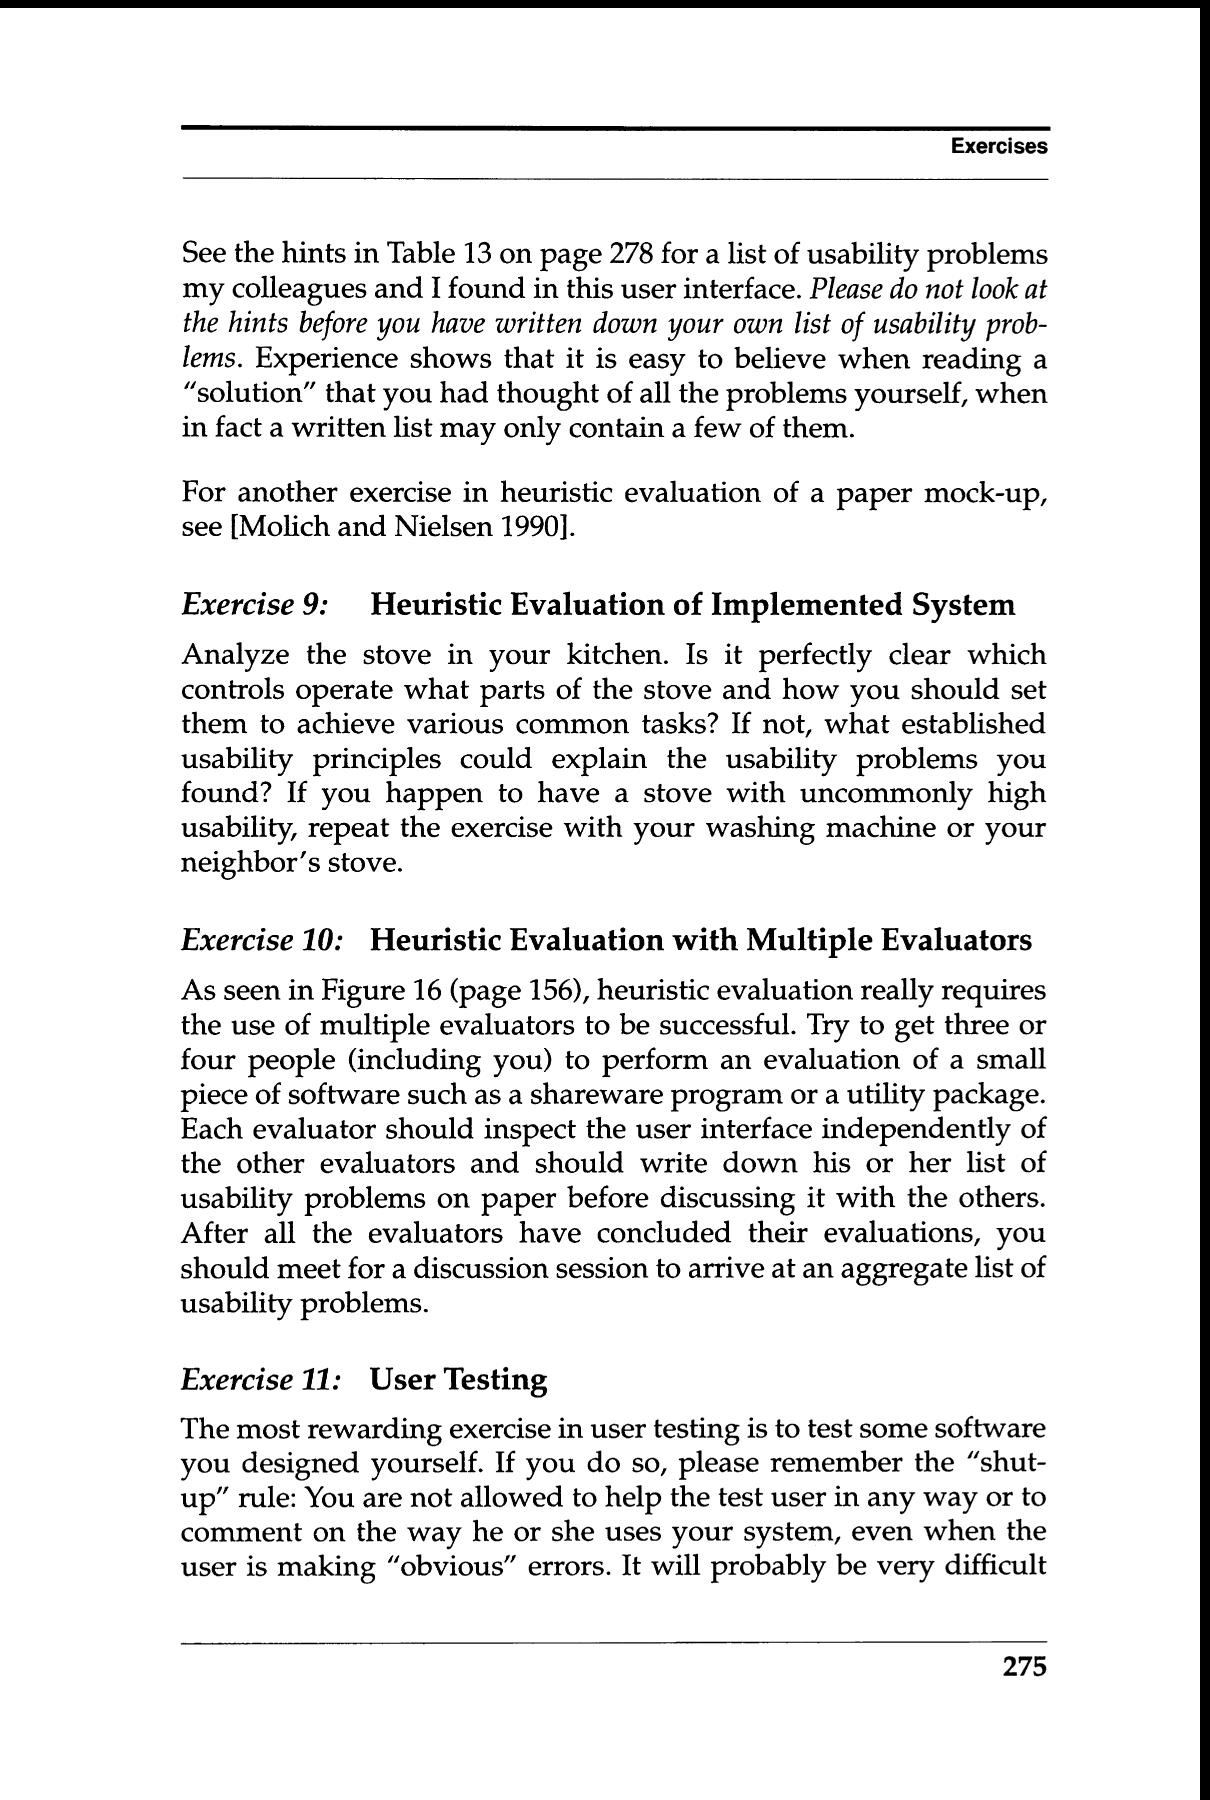 Exercises
See the hints in Table 13 on page 278 for a list of usability problems
my colleagues and I found in this user interface. Please do not look at
the hints before you have written down your own list of usability prob-
lems. Experience shows that it is easy to believe when reading a
"solution" that you had thought of all the problems yourself, when
in fact a written list may only contain a few of them.
For another exercise in heuristic evaluation of a paper mock-up,
see [Molich and Nielsen 1990].
Exercise 9: Heuristic Evaluation of Implemented System
Analyze the stove in your kitchen. Is it perfectly clear which
controls operate what parts of the stove and how you should set
them to achieve various common tasks? If not, what established
usability principles could explain the usability problems you
found? If you happen to have a stove with uncommonly high
usability, repeat the exercise with your washing machine or your
neighbor's stove.
Exercise 10: Heuristic Evaluation with Multiple Evaluators
As seen in Figure 16 (page 156), heuristic evaluation really requires
the use of multiple evaluators to be successful. Try to get three or
four people (including you) to perform an evaluation of a small
piece of software such as a shareware program or a utility package.
Each evaluator should inspect the user interface independently of
the other evaluators and should write down his or her list of
usability problems on paper before discussing it with the others.
After all the evaluators have concluded their evaluations, you
should meet for a discussion session to arrive at an aggregate list of
usability problems.
Exercise 11: User Testing
The most rewarding exercise in user testing is to test some software
you designed yourself. If you do so, please remember the "shut-
up" rule: You are not allowed to help the test user in any way or to
comment on the way he or she uses your system, even when the
user is making "obvious" errors. It will probably be very difficult
275